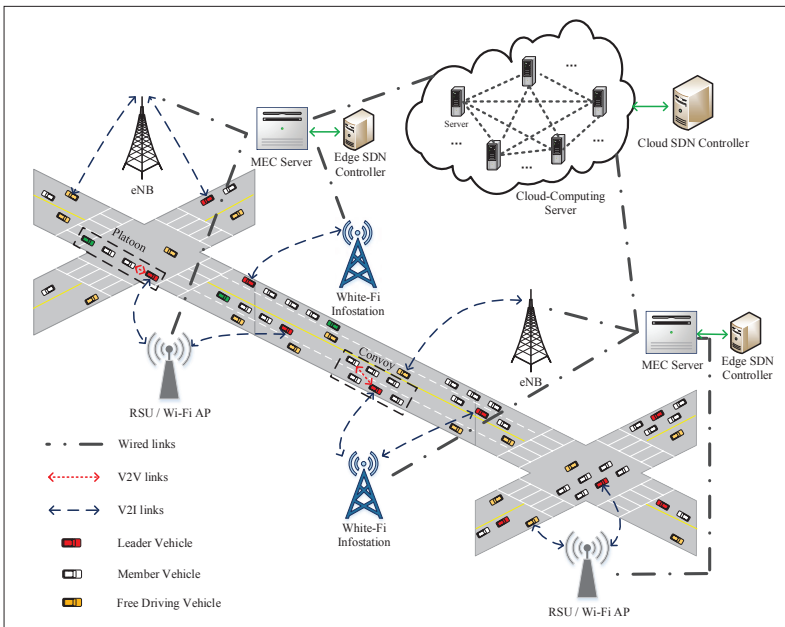 ...
...
Server
...
...
...
Cloud-Computing
Server
Cloud SDN Controller
MEC Server
Edge SDN
Controller
eNB
Platoon
White-Fi
Infostation
Convoy
eNB
MEC Server
Edge SDN
Controller
RSU / Wi-Fi AP
Wired links
V2V links
V2I links
Leader Vehicle
Member Vehicle
Free Driving Vehicle
White-Fi
Infostation
RSU / Wi-Fi AP